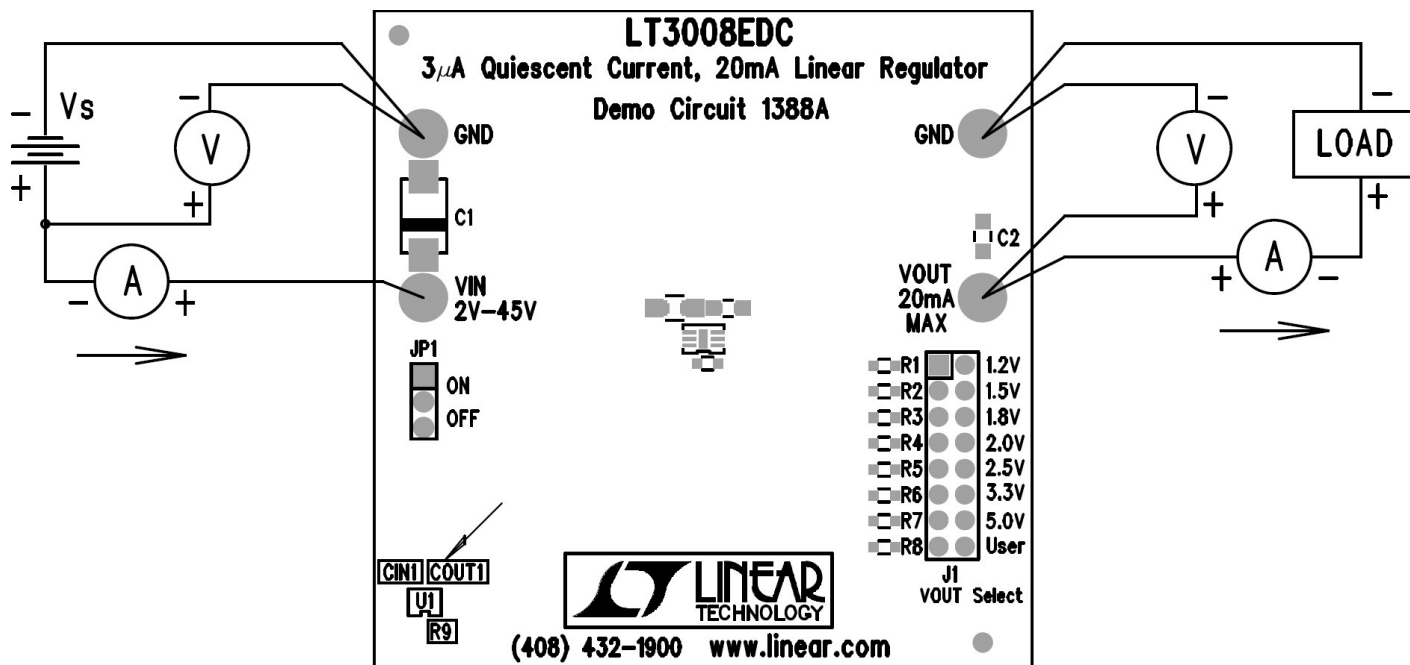 LT3008EDC
3µA Quiescent Current, 20mA Linear Regulator
Demo Circuit 1388A
- Vs
+
-
V
+
- A +
GND
C1
VIN
2V-45V
JP1
ON
OFF
GND
C2
VOUT
20mA
MAX
-
V
+
-
LOAD
+
+ A -
R1 1.2V
R2 1.5V
R3 1.8V
R4 2.0V
R5 2.5V
R6 3.3V
R7 5.0V
R8 User
J1
VOUT Select
CIN1 COUT1
U1
R9
LINEAR
TECHNOLOGY
(408) 432-1900 www.linear.com